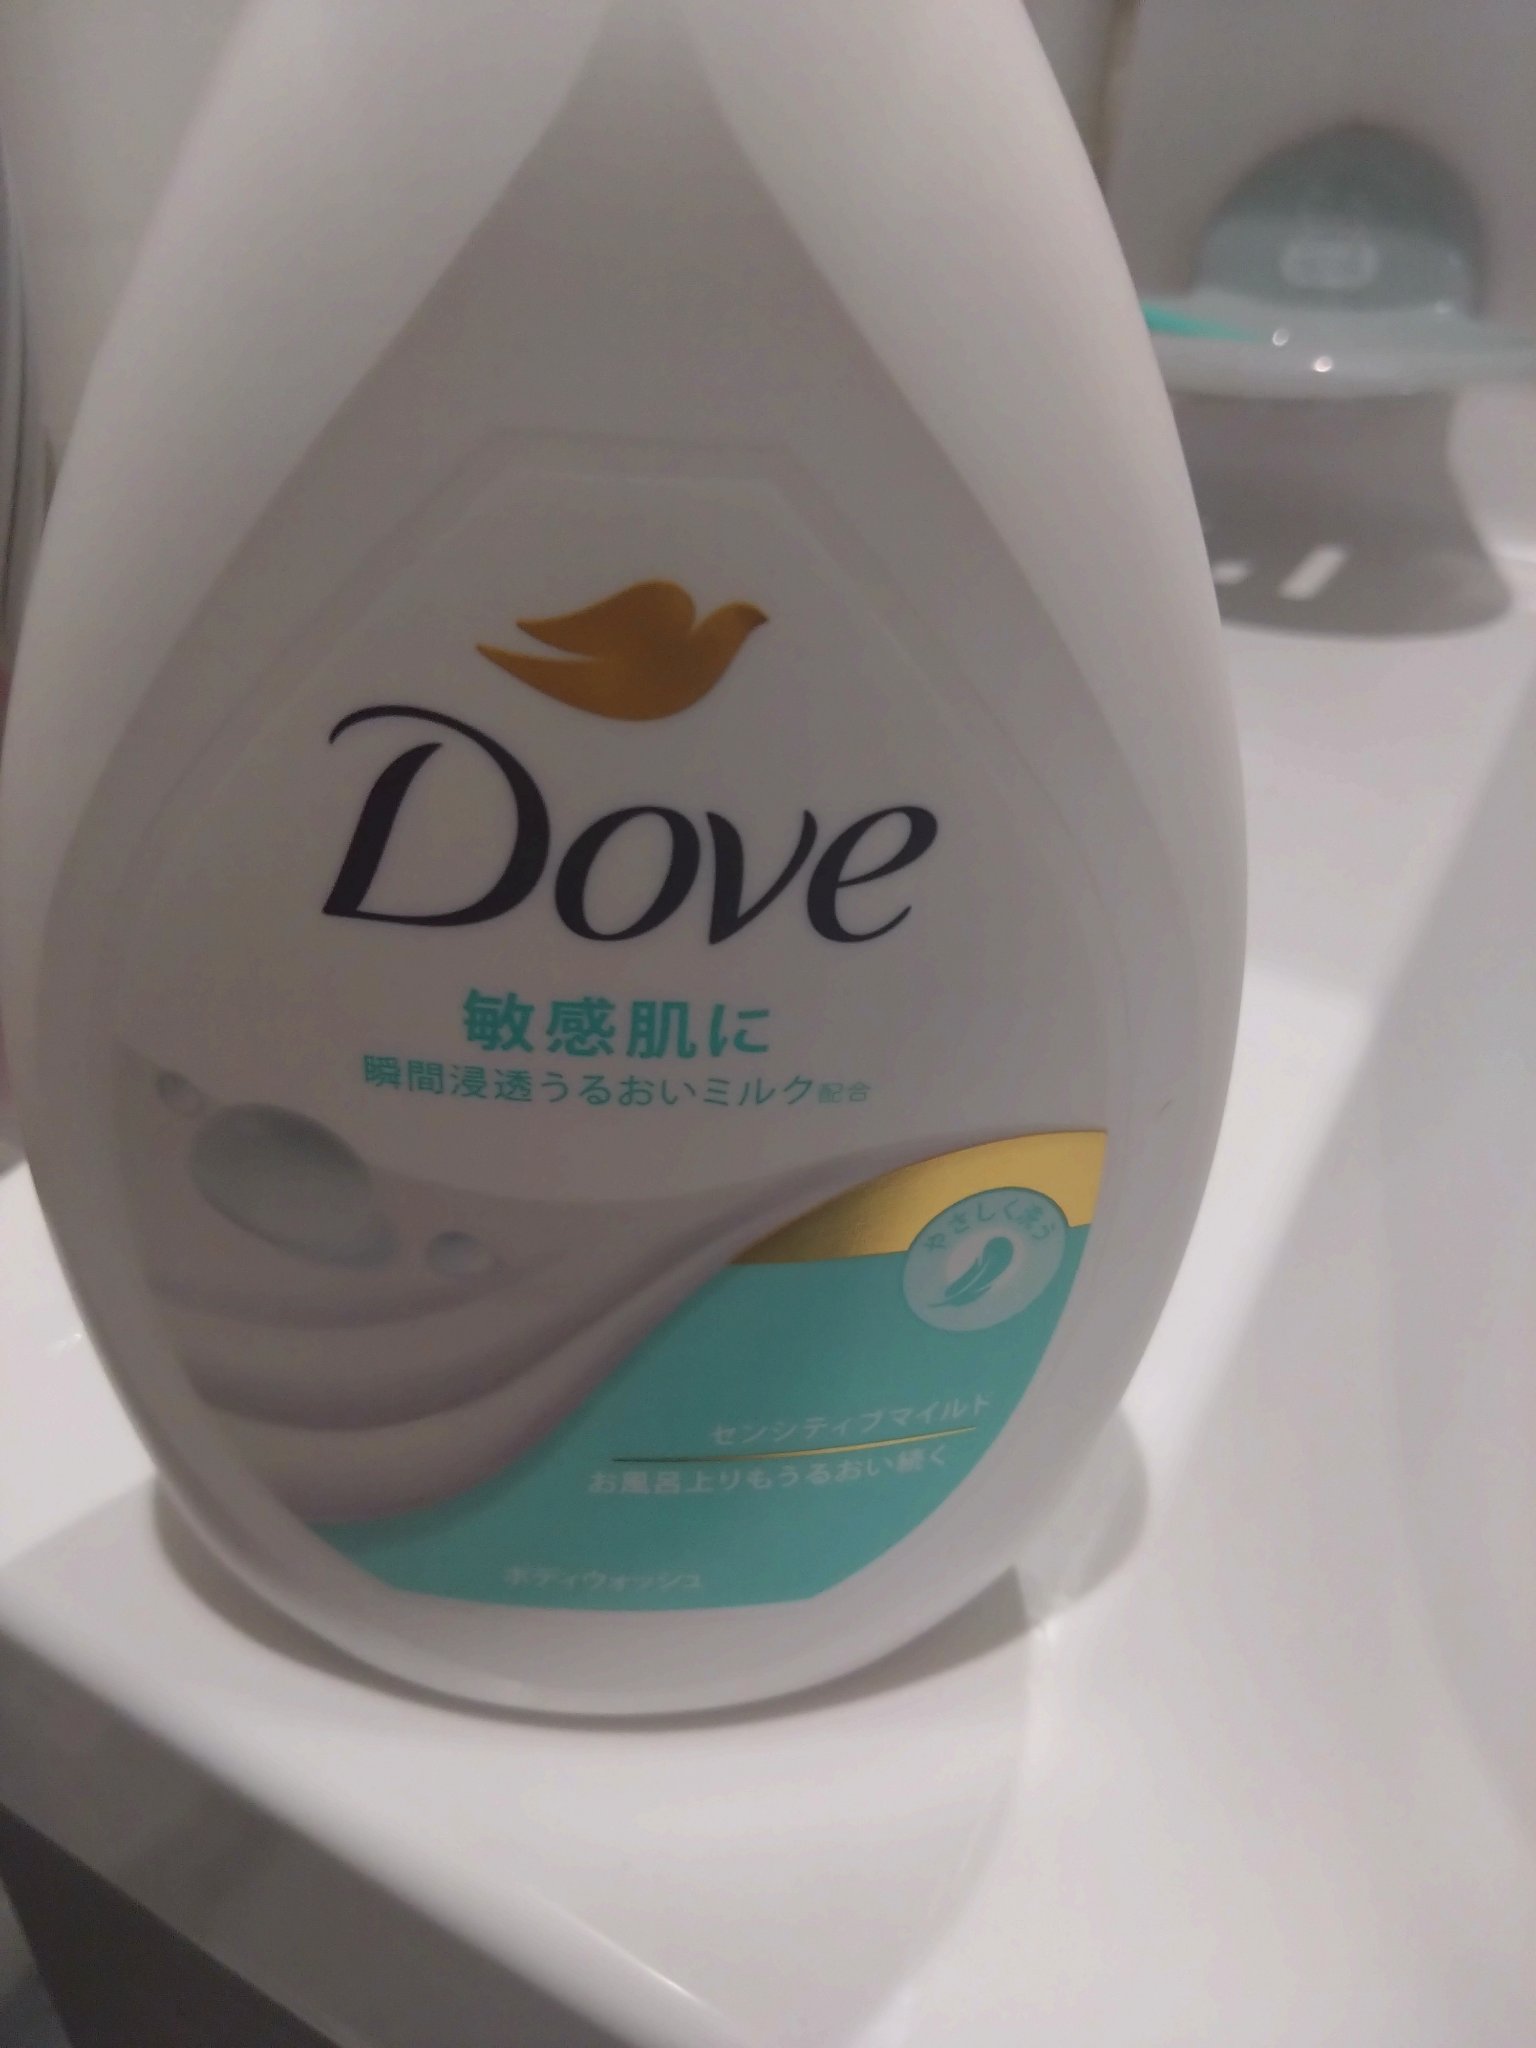 Dove
敏感肌に
瞬間浸透うるおいミルク配合
やさしく洗う
センシティブマイルド
お風呂上りもうるおい続く
ボディウォッシュ